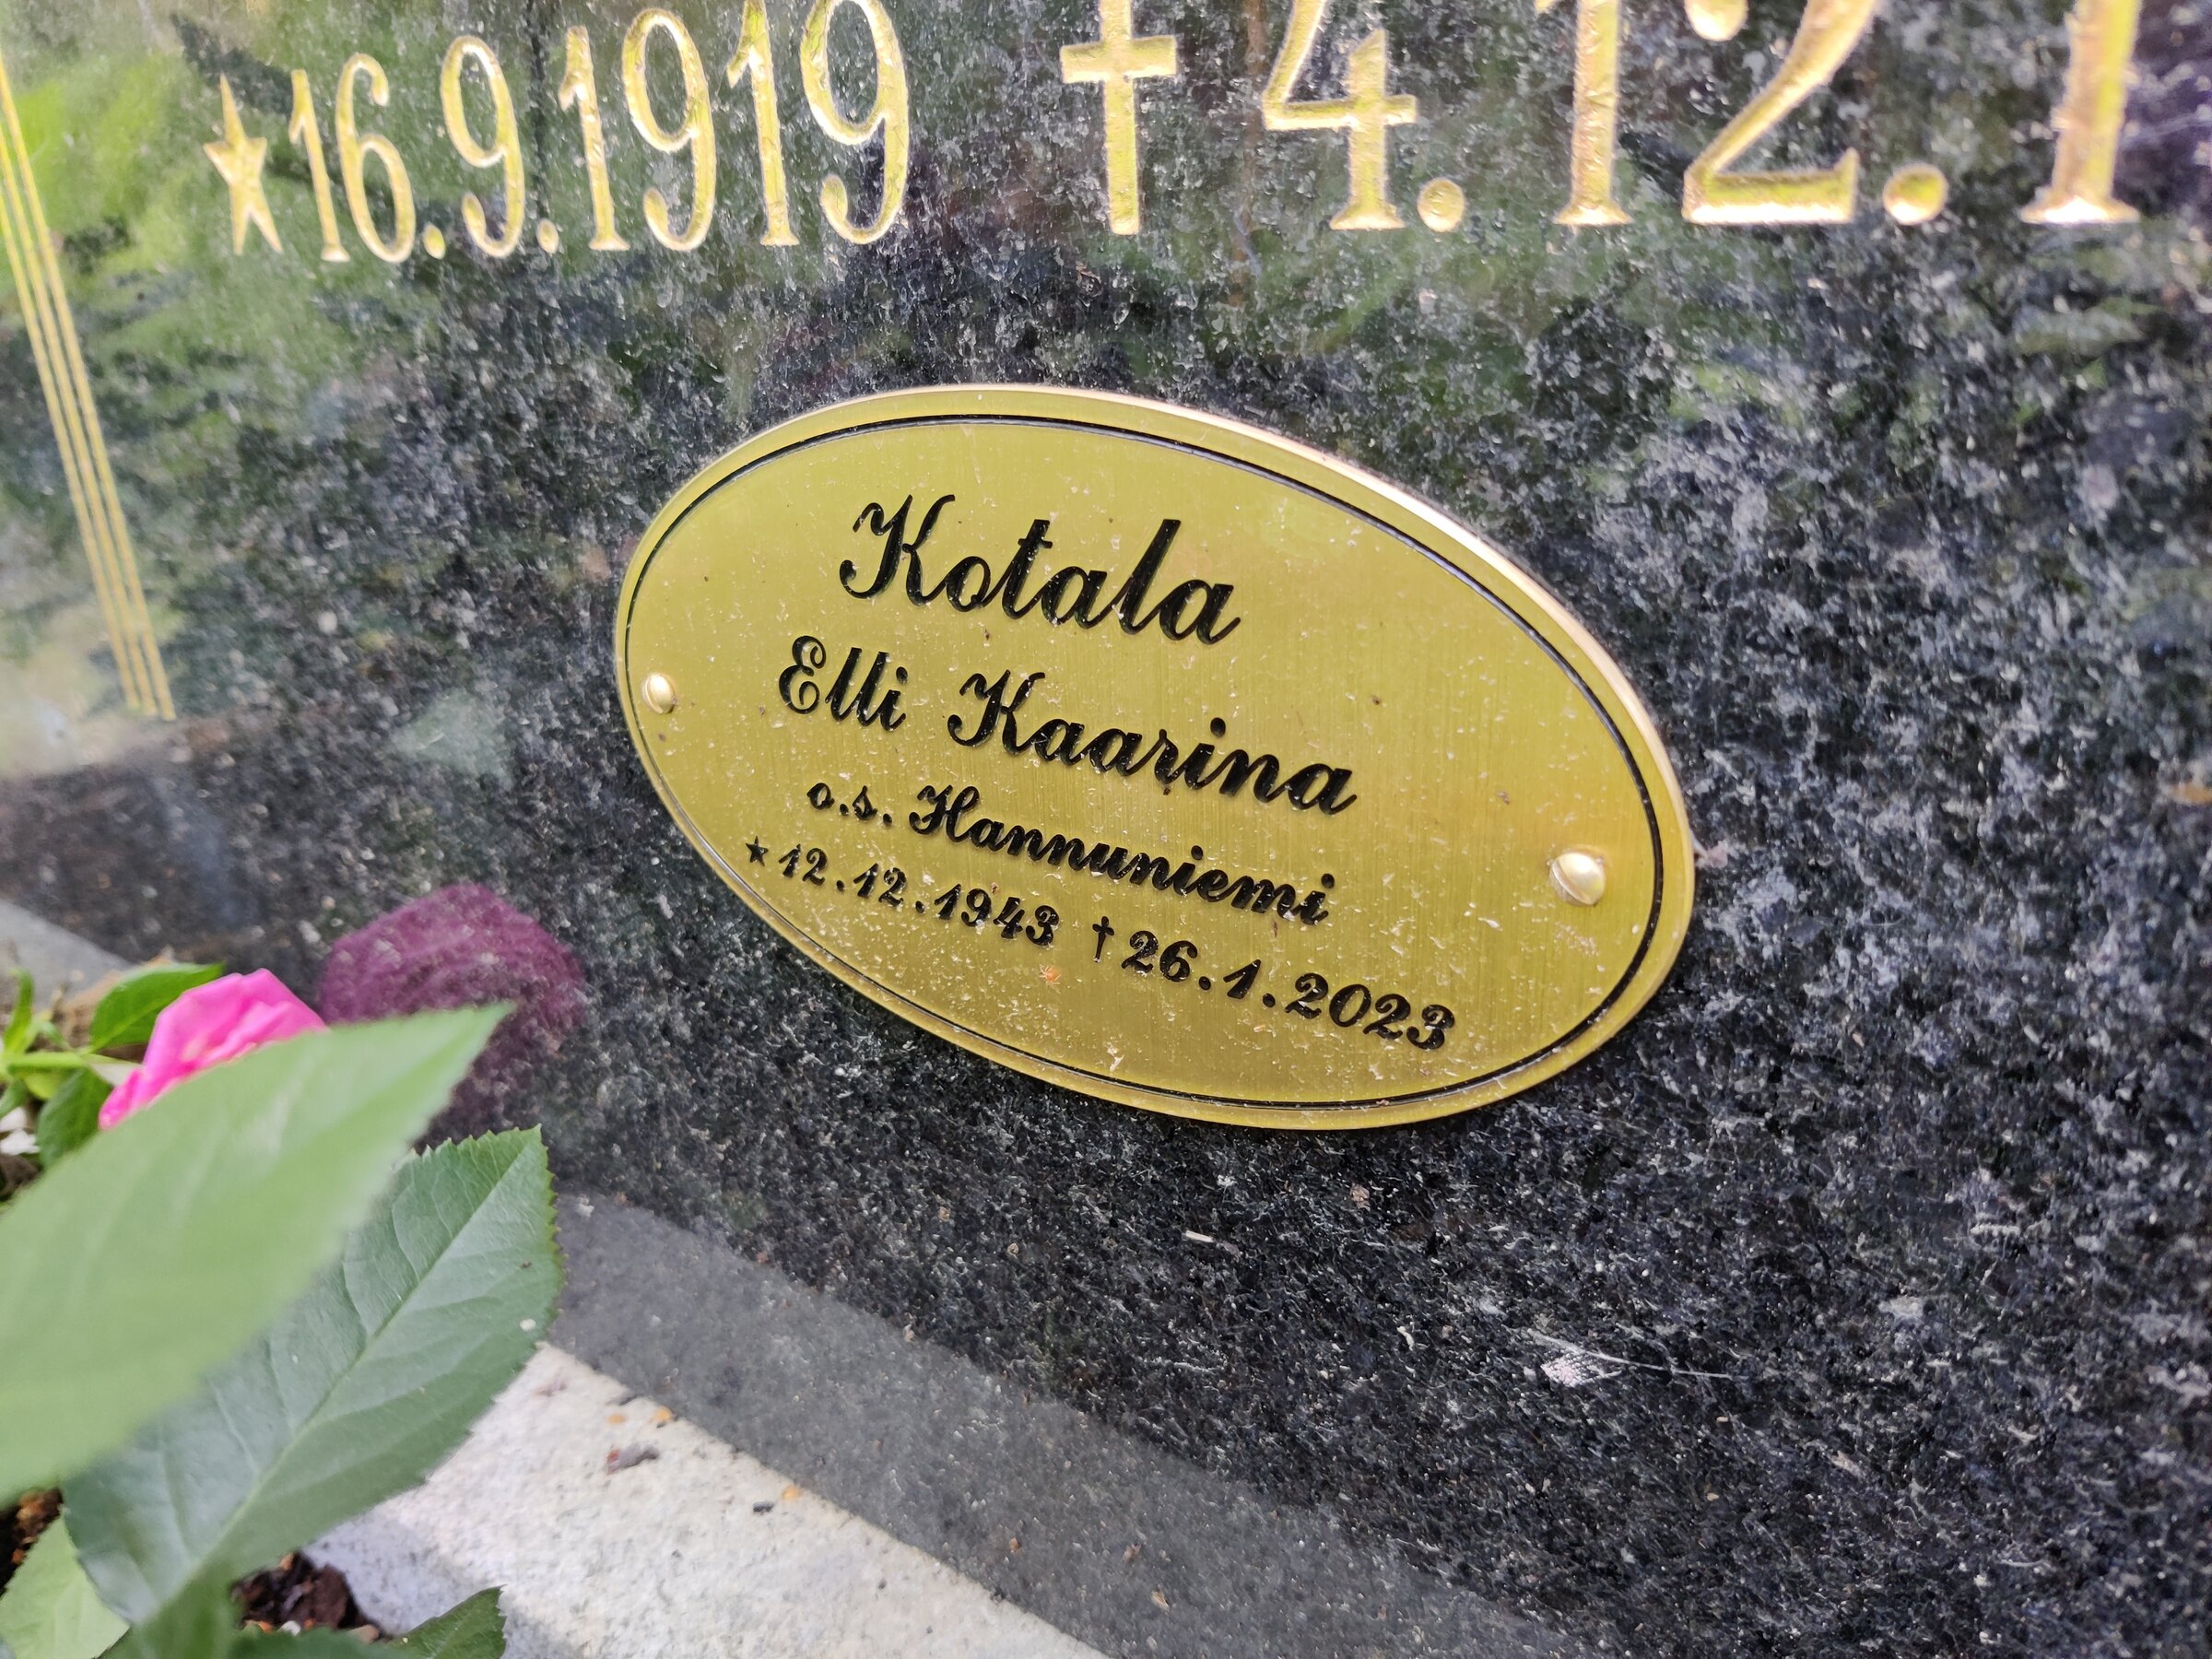 ★16.9.1919 †4.12.1
Kotala
Elli Kaarina
o.s. Hannuniemi
★12.12.1943 †26.1.2023